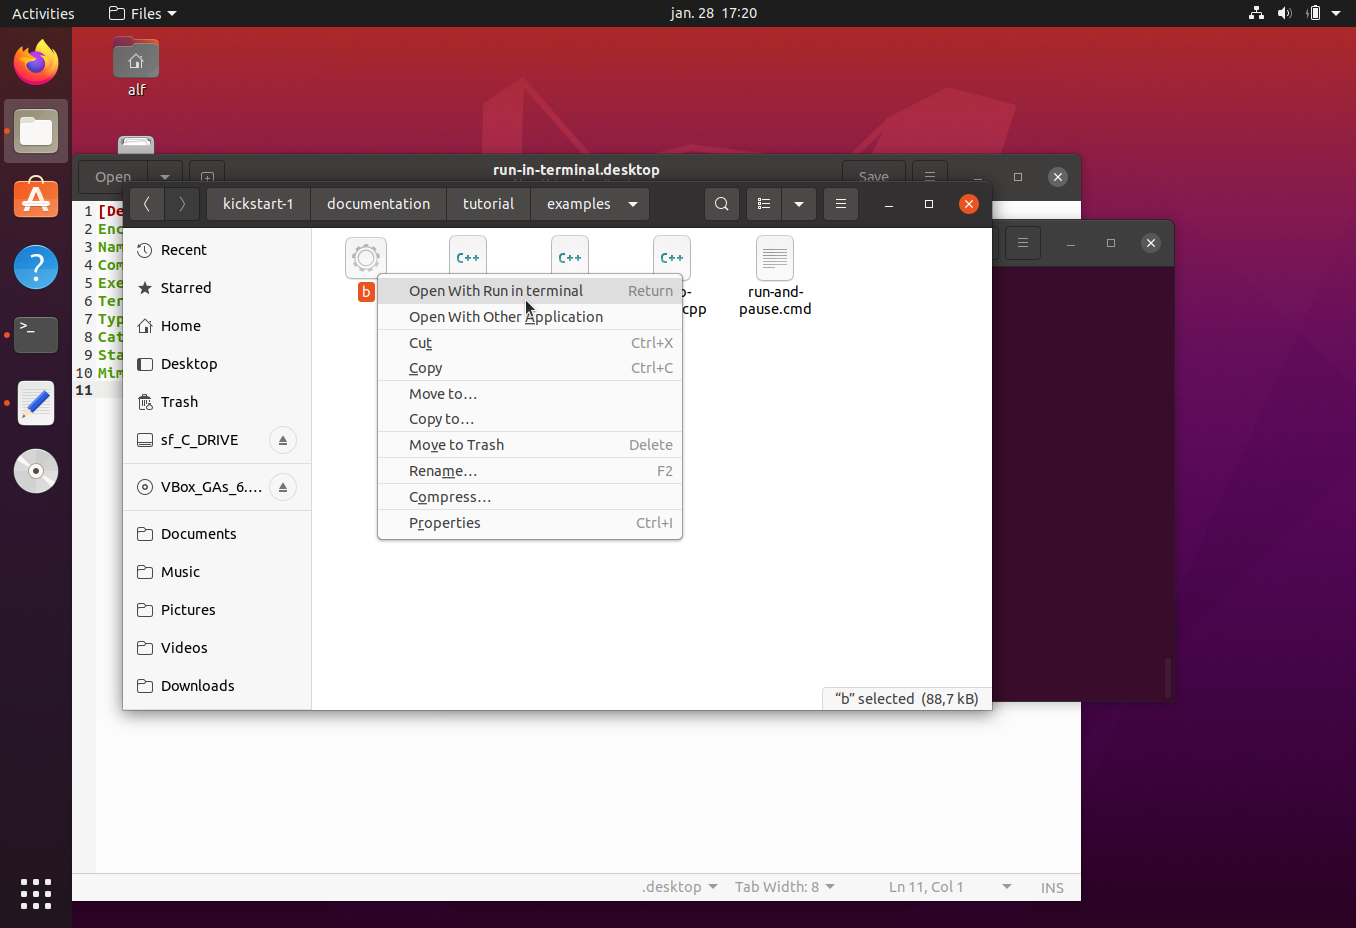 Activities Files jan. 28 17:20
alf
Open run-in-terminal.desktop Save
kickstart-1 documentation tutorial examples
1 [De
2 Enc
3 Nam
4 Com
5 Exe
6 Ter
7 Typ
8 Cat
9 Sta
10 Mim
11
Recent
Starred
Home
Desktop
Trash
sf_C_DRIVE
VBox_GAs_6....
Documents
Music
Pictures
Videos
Downloads
C++ C++ C++
b
cpp
run-and-
pause.cmd
Open With Run in terminal Return
Open With Other Application
Cut Ctrl+X
Copy Ctrl+C
Move to…
Copy to…
Move to Trash Delete
Rename… F2
Compress…
Properties Ctrl+I
“b” selected (88,7 kB)
.desktop Tab Width: 8 Ln 11, Col 1 INS